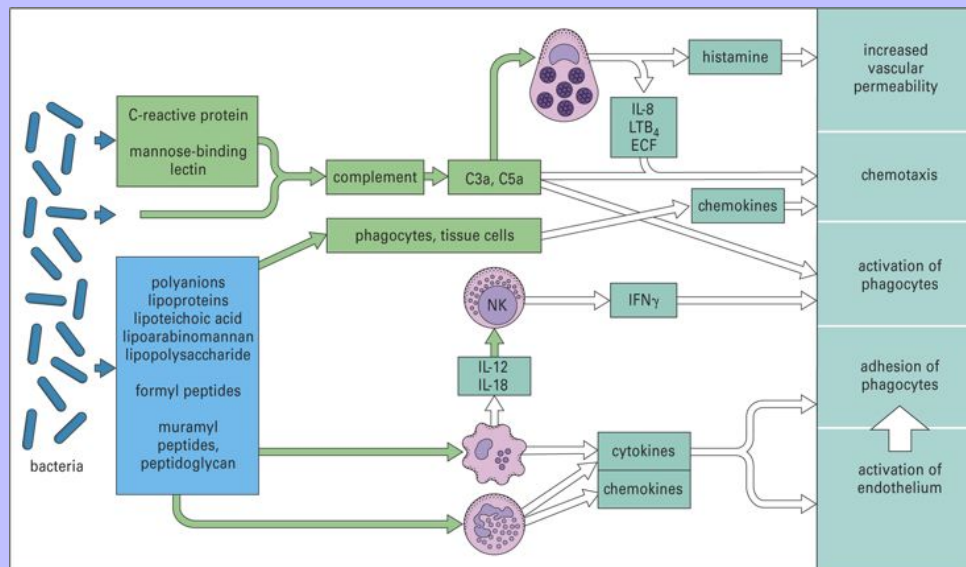 bacteria
C-reactive protein
mannose-binding
lectin
complement
C3a, C5a
histamine
IL-8
LTB₄
ECF
phagocytes, tissue cells
chemokines
polyanions
lipoproteins
lipoteichoic acid
lipoarabinomannan
lipopolysaccharide
formyl peptides
muramyl
peptides,
peptidoglycan
NK
IFNγ
IL-12
IL-18
cytokines
chemokines
increased
vascular
permeability
chemotaxis
activation of
phagocytes
adhesion of
phagocytes
activation of
endothelium